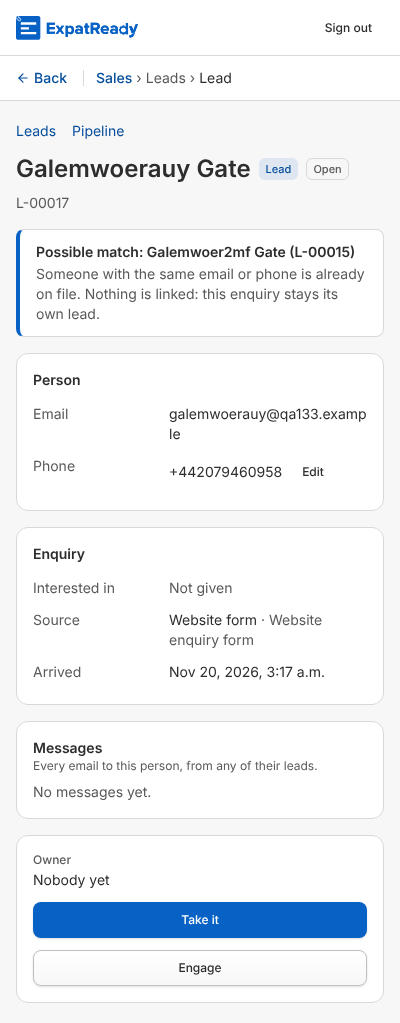 ExpatReady
Sign out
← Back
Sales › Leads › Lead
Leads Pipeline
Galemwoerauy Gate Lead Open
L-00017
Possible match: Galemwoer2mf Gate (L-00015)
Someone with the same email or phone is already
on file. Nothing is linked: this enquiry stays its
own lead.
Person
Email galemwoerauy@qa133.examp
le
Phone +442079460958 Edit
Enquiry
Interested in Not given
Source Website form · Website
enquiry form
Arrived Nov 20, 2026, 3:17 a.m.
Messages
Every email to this person, from any of their leads.
No messages yet.
Owner
Nobody yet
Take it
Engage